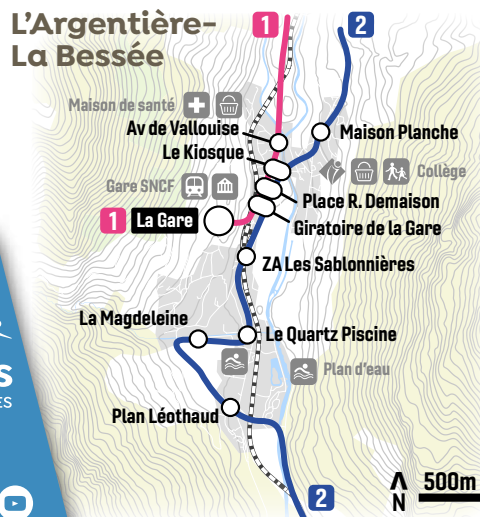 L'Argentière-
La Bessée
1
2
Maison de santé
Av de Vallouise
Maison Planche
Le Kiosque
Collège
Gare SNCF
Place R. Demaison
1 La Gare
Giratoire de la Gare
ZA Les Sablonnières
La Magdeleine
Le Quartz Piscine
S
ES
Plan d'eau
Plan Léothaud
2
N
500m